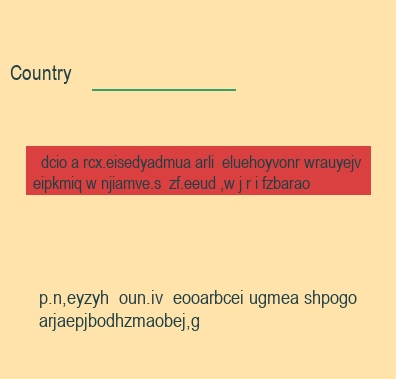 Country
dcio a rcx.eisedyadmua arli eluehoyvonr wrauyejv
eipkmiq w njiamve.s zf.eeud ,w j r i fzbarao
p.n,eyzyh oun.iv eooarbcei ugmea shpogo
arjaepjbodhzmaobej,g